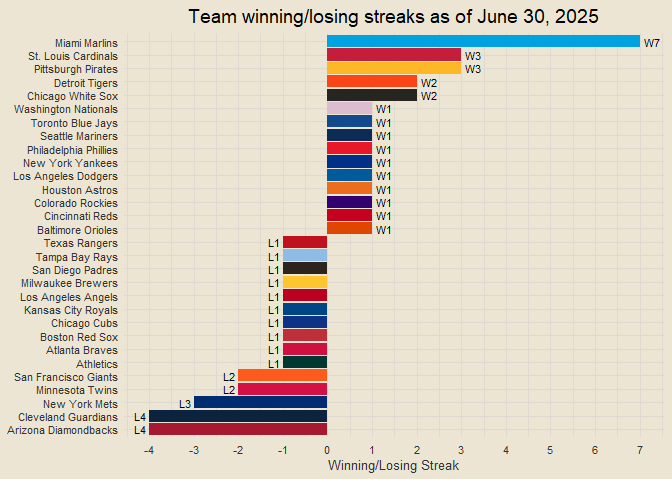 Team winning/losing streaks as of June 30, 2025
Miami Marlins W7
St. Louis Cardinals W3
Pittsburgh Pirates W3
Detroit Tigers W2
Chicago White Sox W2
Washington Nationals W1
Toronto Blue Jays W1
Seattle Mariners W1
Philadelphia Phillies W1
New York Yankees W1
Los Angeles Dodgers W1
Houston Astros W1
Colorado Rockies W1
Cincinnati Reds W1
Baltimore Orioles W1
Texas Rangers L1
Tampa Bay Rays L1
San Diego Padres L1
Milwaukee Brewers L1
Los Angeles Angels L1
Kansas City Royals L1
Chicago Cubs L1
Boston Red Sox L1
Atlanta Braves L1
Athletics L1
San Francisco Giants L2
Minnesota Twins L2
New York Mets L3
Cleveland Guardians L4
Arizona Diamondbacks L4
-4 -3 -2 -1 0 1 2 3 4 5 6 7
Winning/Losing Streak